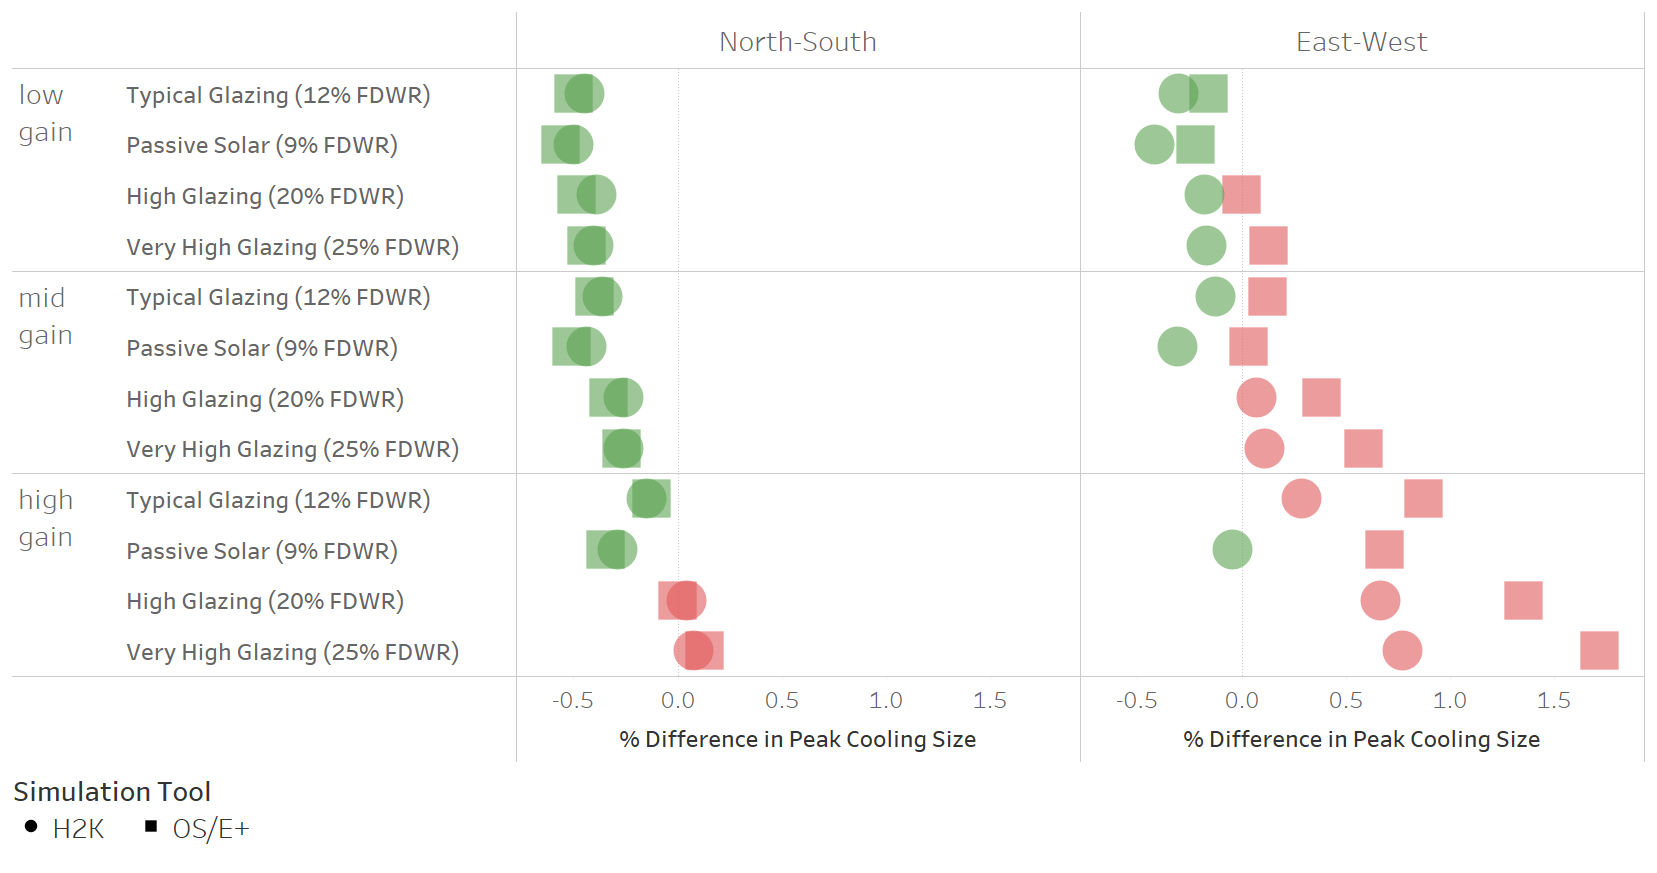 North-South East-West
low gain
Typical Glazing (12% FDWR)
Passive Solar (9% FDWR)
High Glazing (20% FDWR)
Very High Glazing (25% FDWR)
mid gain
Typical Glazing (12% FDWR)
Passive Solar (9% FDWR)
High Glazing (20% FDWR)
Very High Glazing (25% FDWR)
high gain
Typical Glazing (12% FDWR)
Passive Solar (9% FDWR)
High Glazing (20% FDWR)
Very High Glazing (25% FDWR)
-0.5 0.0 0.5 1.0 1.5 -0.5 0.0 0.5 1.0 1.5
% Difference in Peak Cooling Size % Difference in Peak Cooling Size
Simulation Tool
H2K OS/E+